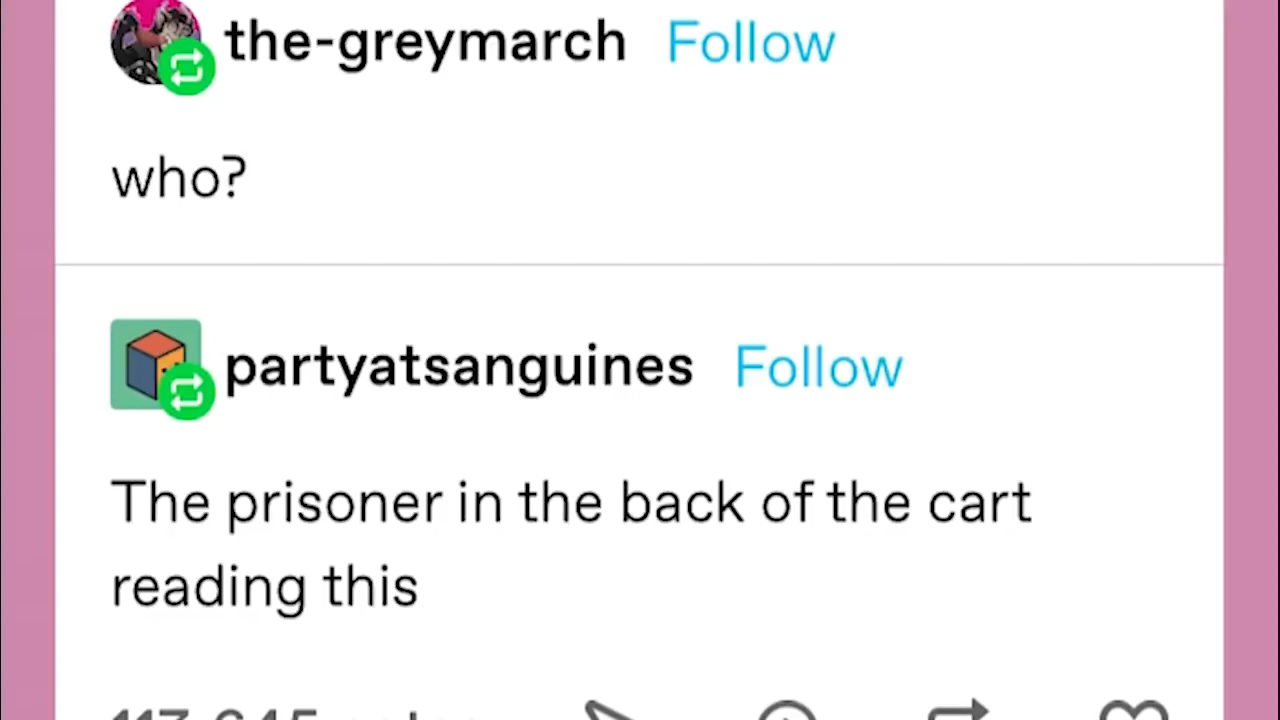 the-greymarch Follow
who?
partyatsanguines Follow
The prisoner in the back of the cart
reading this